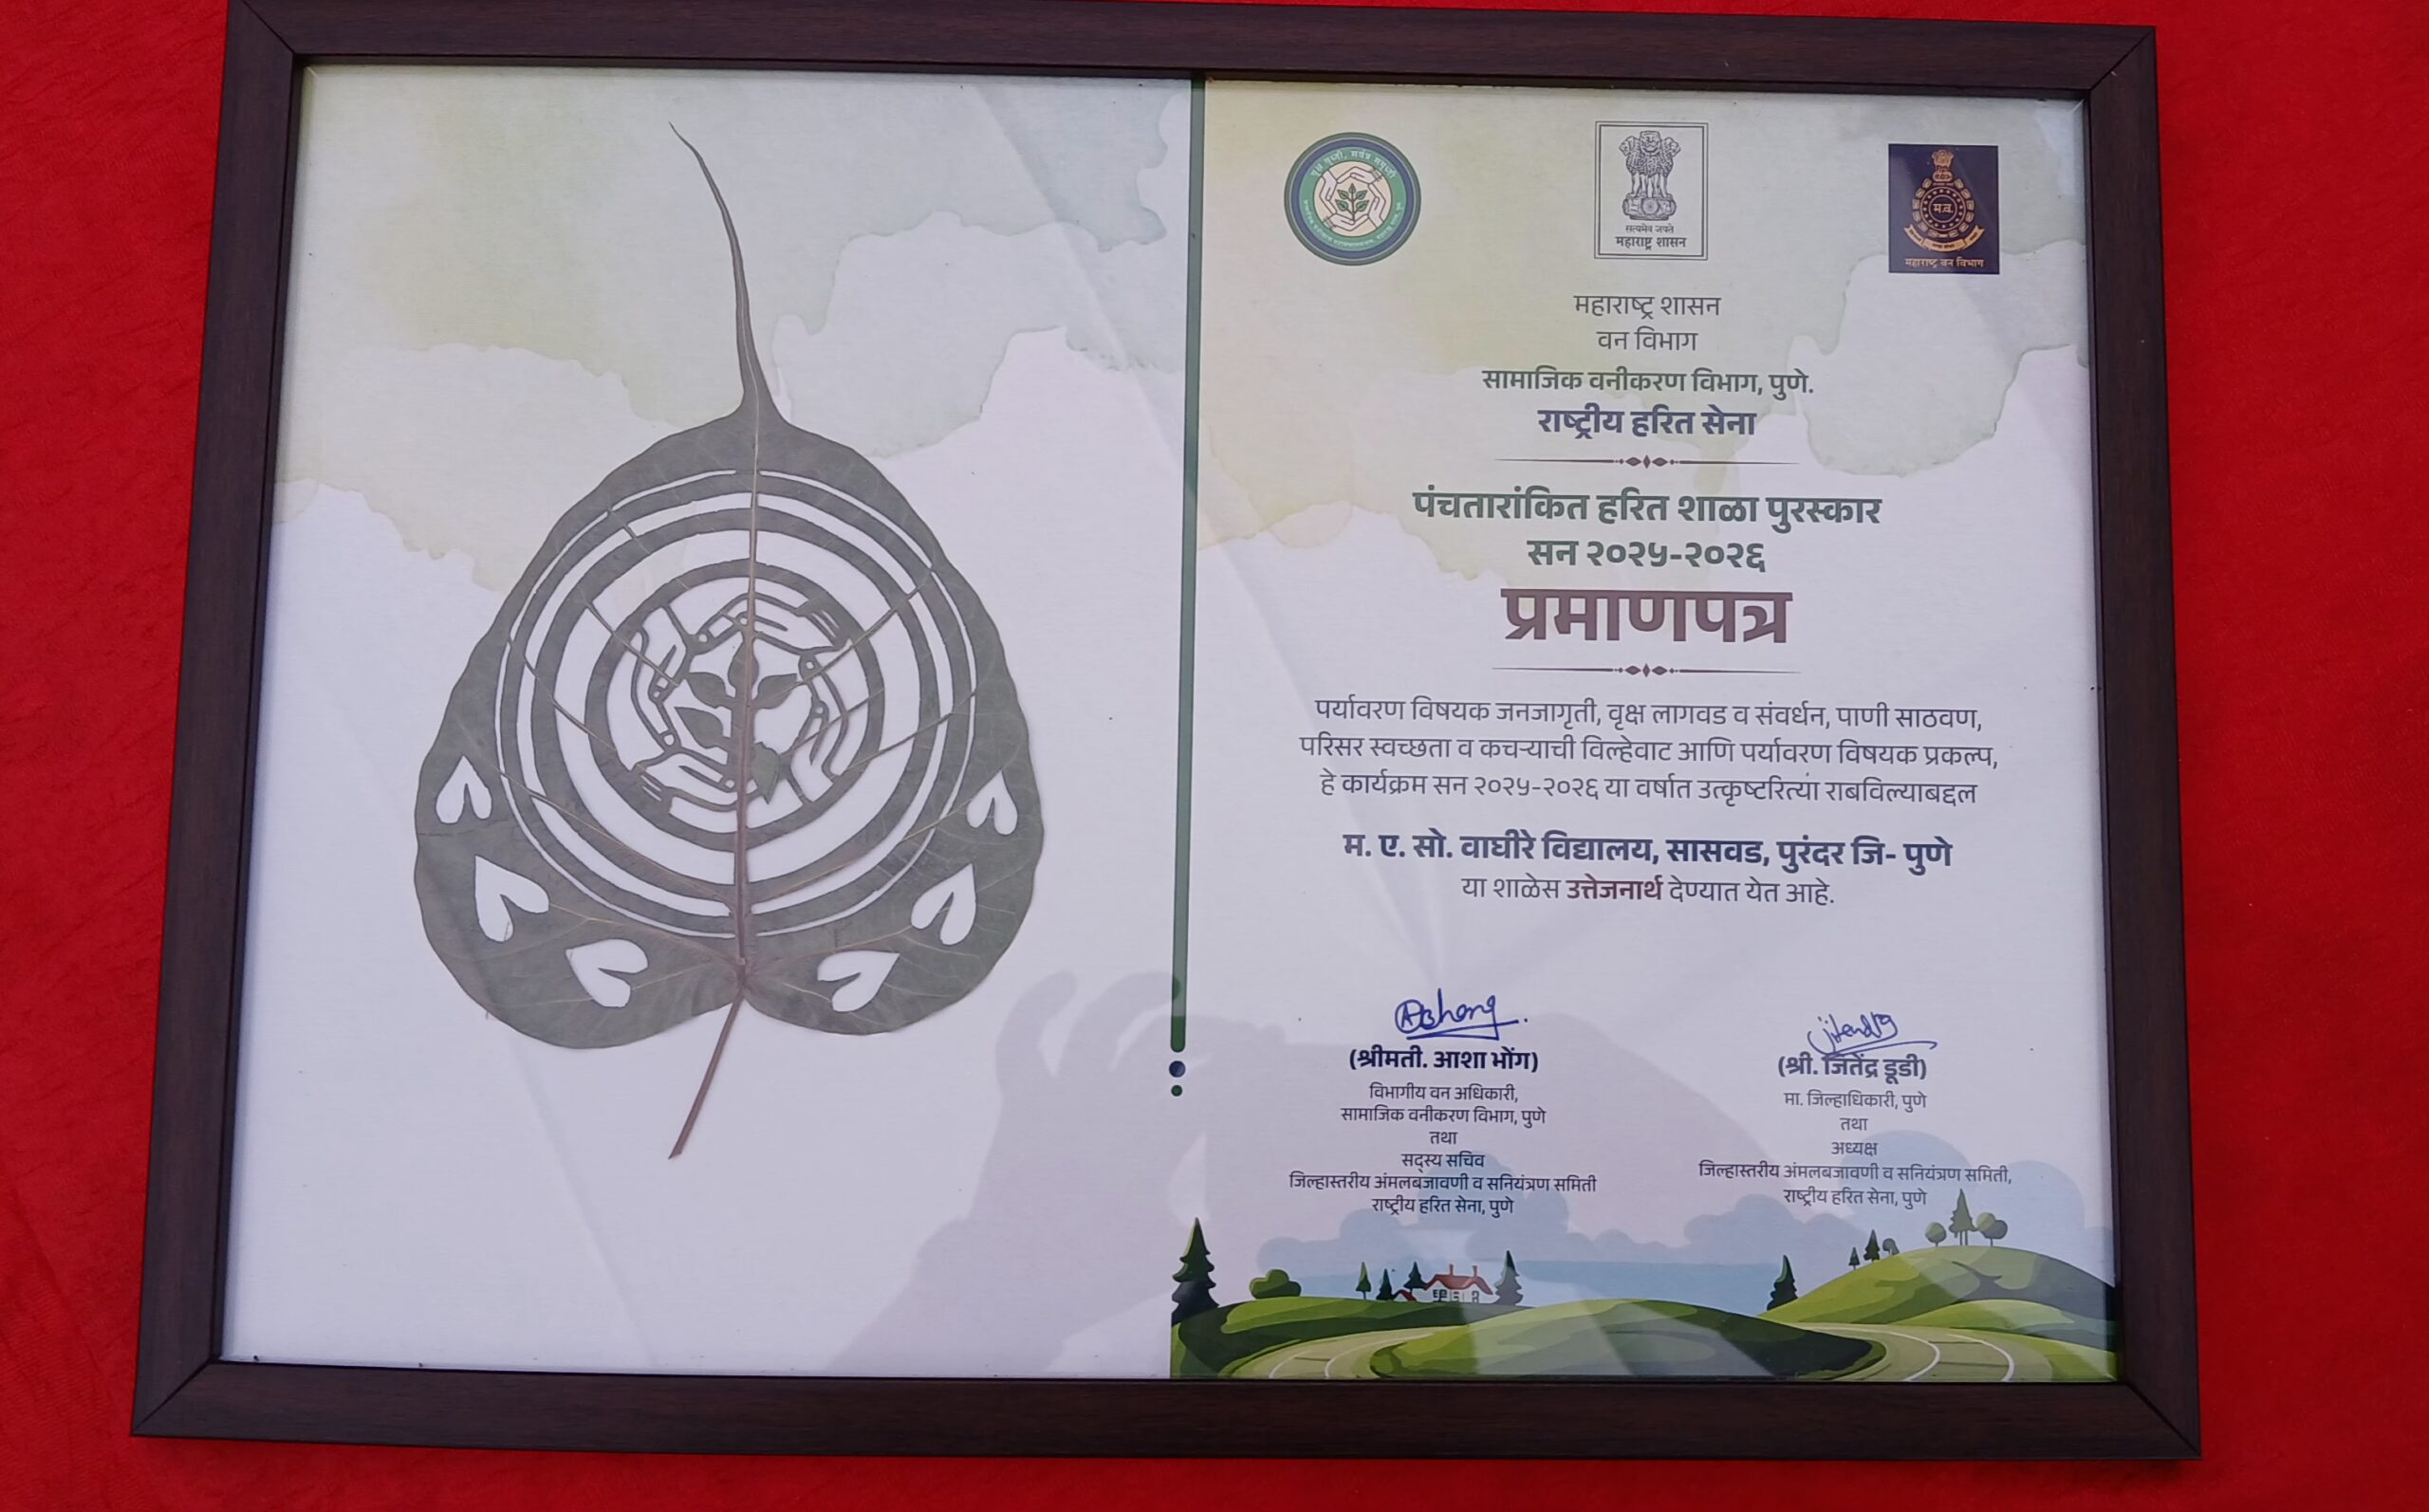 वृक्ष वृध्दी, सर्वत्र समृध्दी
सत्यमेव जयते
महाराष्ट्र शासन
म.व.
महाराष्ट्र वन विभाग
महाराष्ट्र शासन
वन विभाग
सामाजिक वनीकरण विभाग, पुणे.
राष्ट्रीय हरित सेना
पंचतारांकित हरित शाळा पुरस्कार
सन २०२५-२०२६
प्रमाणपत्र
पर्यावरण विषयक जनजागृती, वृक्ष लागवड व संवर्धन, पाणी साठवण,
परिसर स्वच्छता व कचऱ्याची विल्हेवाट आणि पर्यावरण विषयक प्रकल्प,
हे कार्यक्रम सन २०२५-२०२६ या वर्षात उत्कृष्टरित्यां राबविल्याबद्दल
म. ए. सो. वाघीरे विद्यालय, सासवड, पुरंदर जि- पुणे
या शाळेस उत्तेजनार्थ देण्यात येत आहे.
(श्रीमती. आशा भोंग)
विभागीय वन अधिकारी,
सामाजिक वनीकरण विभाग, पुणे
तथा
सद्स्य सचिव
जिल्हास्तरीय अंमलबजावणी व सनियंत्रण समिती
राष्ट्रीय हरित सेना, पुणे
(श्री. जितेंद्र डूडी)
मा. जिल्हाधिकारी, पुणे
तथा
अध्यक्ष
जिल्हास्तरीय अंमलबजावणी व सनियंत्रण समिती,
राष्ट्रीय हरित सेना, पुणे